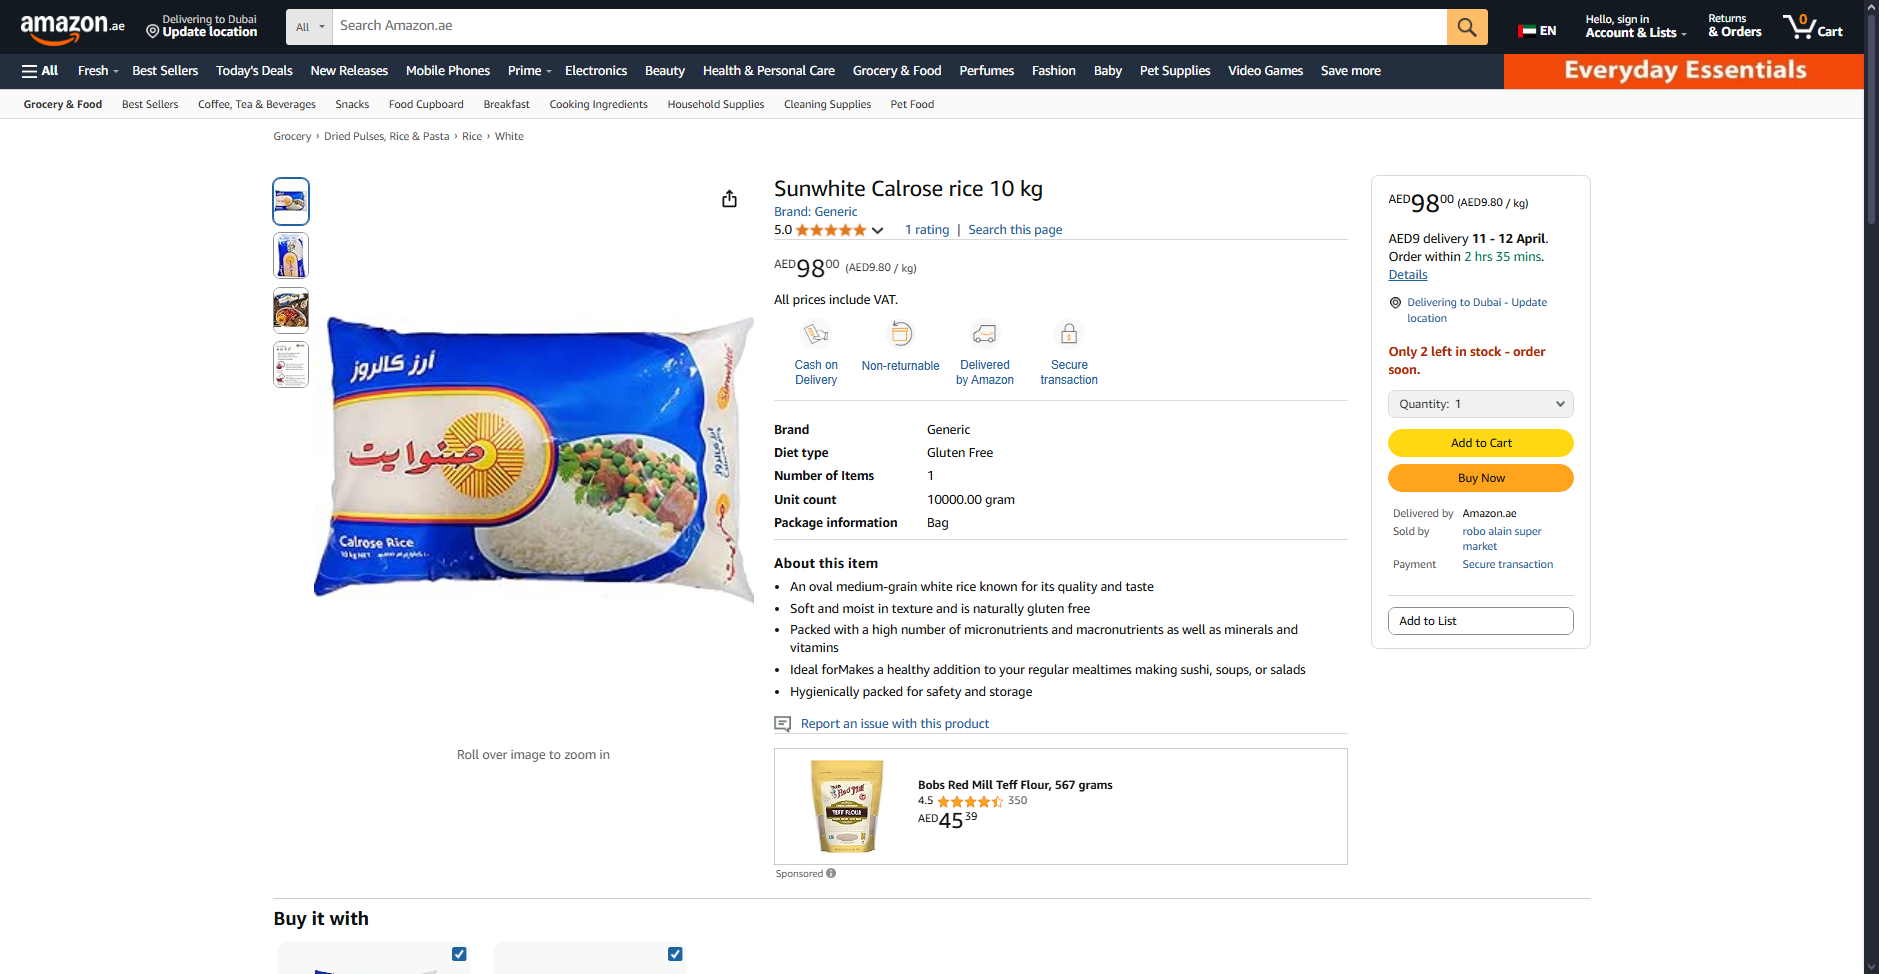 amazon.ae
Delivering to Dubai
Update location
All
Search Amazon.ae
EN
Hello, sign in
Account & Lists
Returns
& Orders
0
Cart
All
Fresh
Best Sellers
Today's Deals
New Releases
Mobile Phones
Prime
Electronics
Beauty
Health & Personal Care
Grocery & Food
Perfumes
Fashion
Baby
Pet Supplies
Video Games
Save more
Everyday Essentials
Grocery & Food
Best Sellers
Coffee, Tea & Beverages
Snacks
Food Cupboard
Breakfast
Cooking Ingredients
Household Supplies
Cleaning Supplies
Pet Food
Grocery › Dried Pulses, Rice & Pasta › Rice › White
أرز كالروز
صنوايت
Calrose Rice
10 kg NET
Sunwhite
Roll over image to zoom in
Sunwhite Calrose rice 10 kg
Brand: Generic
5.0
1 rating | Search this page
AED9800 (AED9.80 / kg)
All prices include VAT.
Cash on
Delivery
Non-returnable
Delivered
by Amazon
Secure
transaction
Brand Generic
Diet type Gluten Free
Number of Items 1
Unit count 10000.00 gram
Package information Bag
About this item
• An oval medium-grain white rice known for its quality and taste
• Soft and moist in texture and is naturally gluten free
• Packed with a high number of micronutrients and macronutrients as well as minerals and
vitamins
• Ideal forMakes a healthy addition to your regular mealtimes making sushi, soups, or salads
• Hygienically packed for safety and storage
Report an issue with this product
Bob's Red Mill
TEFF FLOUR
Bobs Red Mill Teff Flour, 567 grams
4.5 350
AED4539
Sponsored
AED9800 (AED9.80 / kg)
AED9 delivery 11 - 12 April.
Order within 2 hrs 35 mins.
Details
Delivering to Dubai - Update
location
Only 2 left in stock - order
soon.
Quantity: 1
Add to Cart
Buy Now
Delivered by Amazon.ae
Sold by robo alain super
market
Payment Secure transaction
Add to List
Buy it with